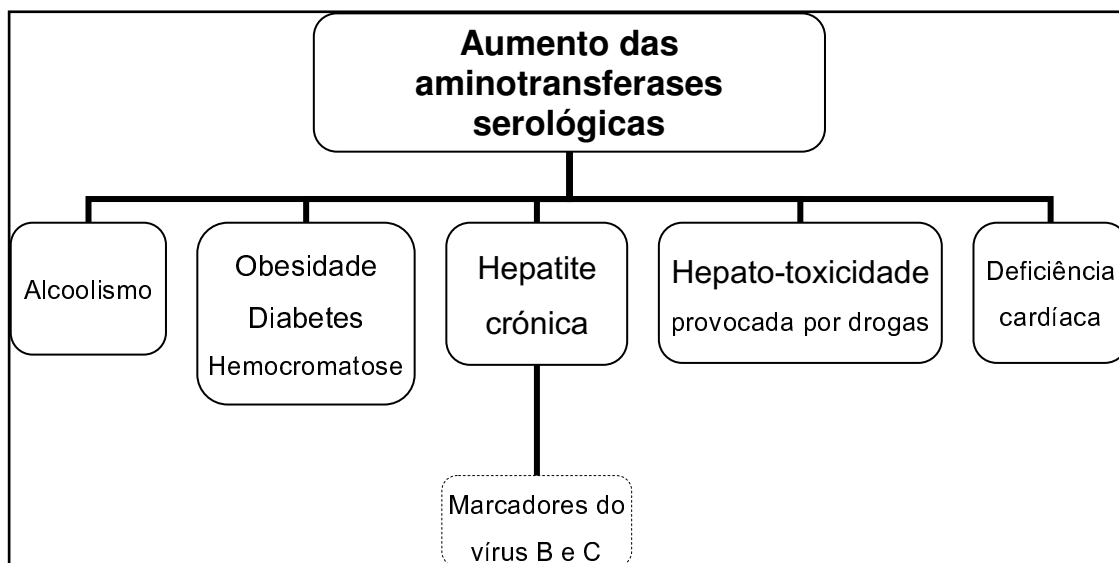 Aumento das
aminotransferases
serológicas
Alcoolismo
Obesidade
Diabetes
Hemocromatose
Hepatite
crónica
Hepato-toxicidade
provocada por drogas
Deficiência
cardíaca
Marcadores do
vírus B e C